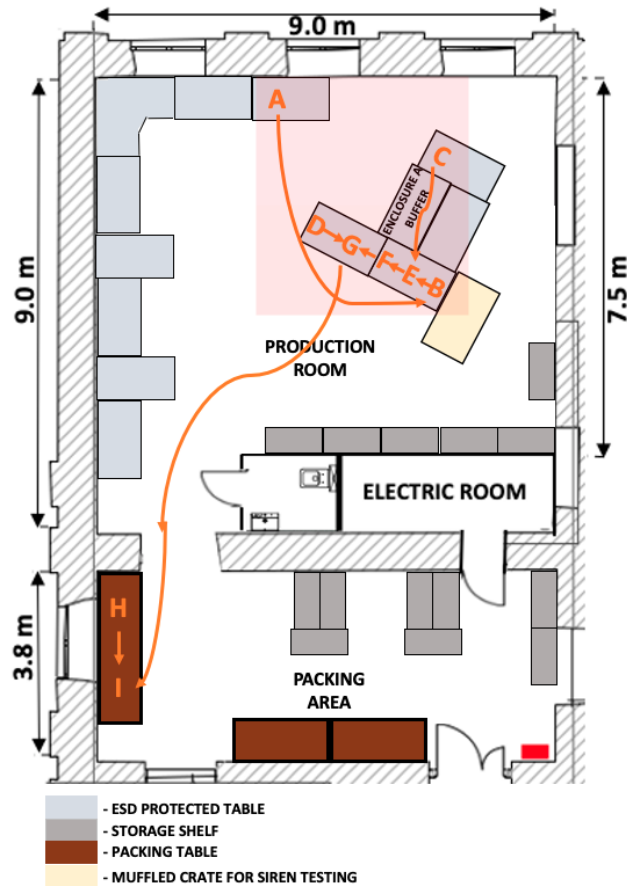 9.0 m
A
C
ENCLOSURE A
BUFFER
D
G
F
E
B
9.0 m
7.5 m
PRODUCTION
ROOM
ELECTRIC ROOM
H
I
3.8 m
PACKING
AREA
- ESD PROTECTED TABLE
- STORAGE SHELF
- PACKING TABLE
- MUFFLED CRATE FOR SIREN TESTING